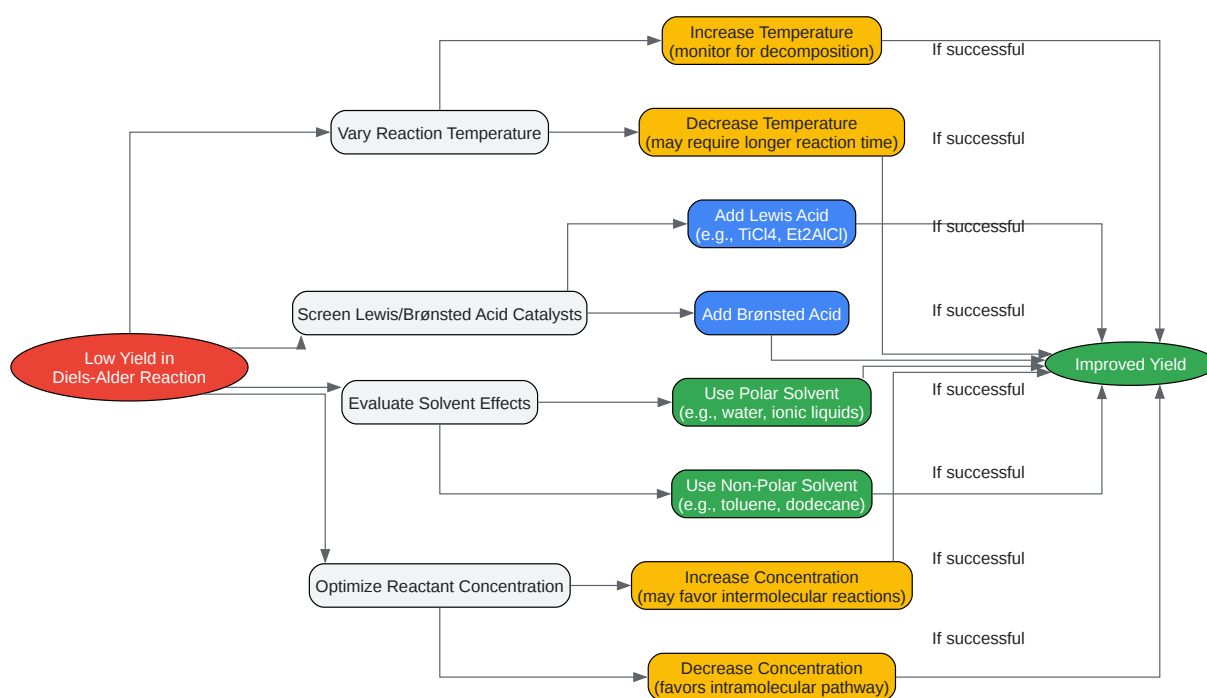 Increase Temperature
(monitor for decomposition)
If successful
Vary Reaction Temperature
Decrease Temperature
(may require longer reaction time)
If successful
Add Lewis Acid
(e.g., TiCl4, Et2AlCl)
If successful
Screen Lewis/Brønsted Acid Catalysts
Add Brønsted Acid
If successful
Low Yield in
Diels-Alder Reaction
Improved Yield
Evaluate Solvent Effects
Use Polar Solvent
(e.g., water, ionic liquids)
If successful
Use Non-Polar Solvent
(e.g., toluene, dodecane)
If successful
Optimize Reactant Concentration
Increase Concentration
(may favor intermolecular reactions)
If successful
Decrease Concentration
(favors intramolecular pathway)
If successful